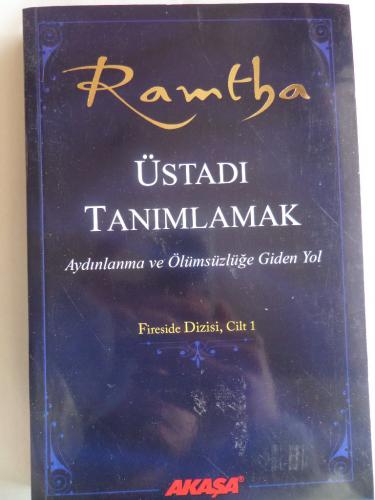 Ramtha
ÜSTADI
TANIMLAMAK
Aydınlanma ve Ölümsüzlüğe Giden Yol
Fireside Dizisi, Cilt 1
AKAŞA®